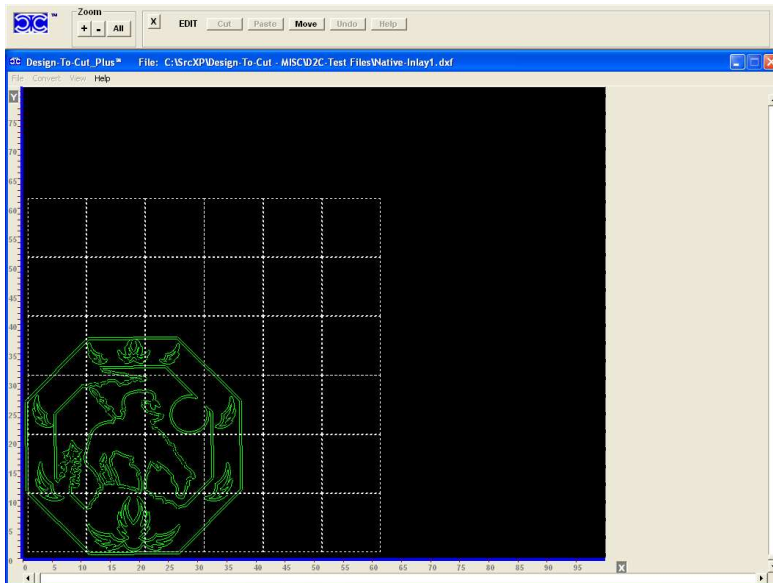 TM
Zoom
+ - All
X EDIT Cut Paste Move Undo Help
Design-To-Cut_Plus™ File: C:\SrcXP\Design-To-Cut - MISC\D2C-Test Files\Native-Inlay1.dxf
File Convert View Help
Y
75
70
65
60
55
50
45
40
35
30
25
20
15
10
5
0
0 5 10 15 20 25 30 35 40 45 50 55 60 65 70 75 80 85 90 95 X